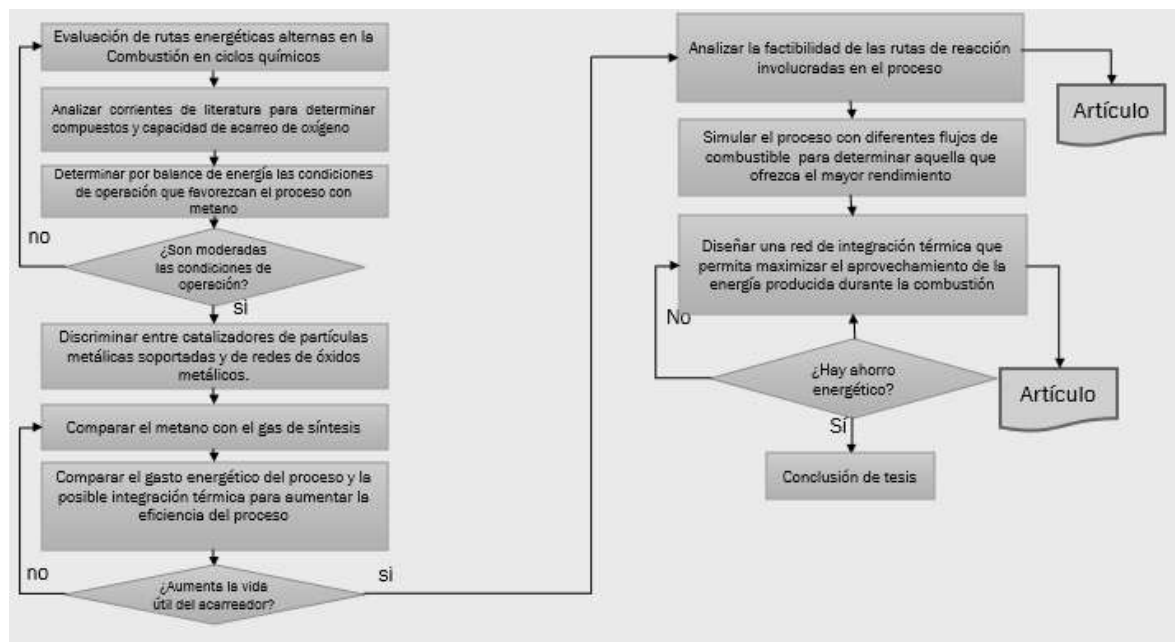 Evaluación de rutas energéticas alternas en la
Combustión en ciclos químicos
Analizar corrientes de literatura para determinar
compuestos y capacidad de acarreo de oxígeno
Determinar por balance de energía las condiciones
de operación que favorezcan el proceso con
metano
no
¿Son moderadas
las condiciones de
operación?
sì
Discriminar entre catalizadores de partículas
metálicas soportadas y de redes de óxidos
metálicos.
Comparar el metano con el gas de síntesis
Comparar el gasto energético del proceso y la
posible integración térmica para aumentar la
eficiencia del proceso
no
¿Aumenta la vida
útil del acarreador?
si
Analizar la factibilidad de las rutas de reacción
involucradas en el proceso
Artículo
Simular el proceso con diferentes flujos de
combustible para determinar aquella que
ofrezca el mayor rendimiento
Diseñar una red de integración térmica que
permita maximizar el aprovechamiento de la
energía producida durante la combustión
No
¿Hay ahorro
energético?
Artículo
Sí
Conclusión de tesis